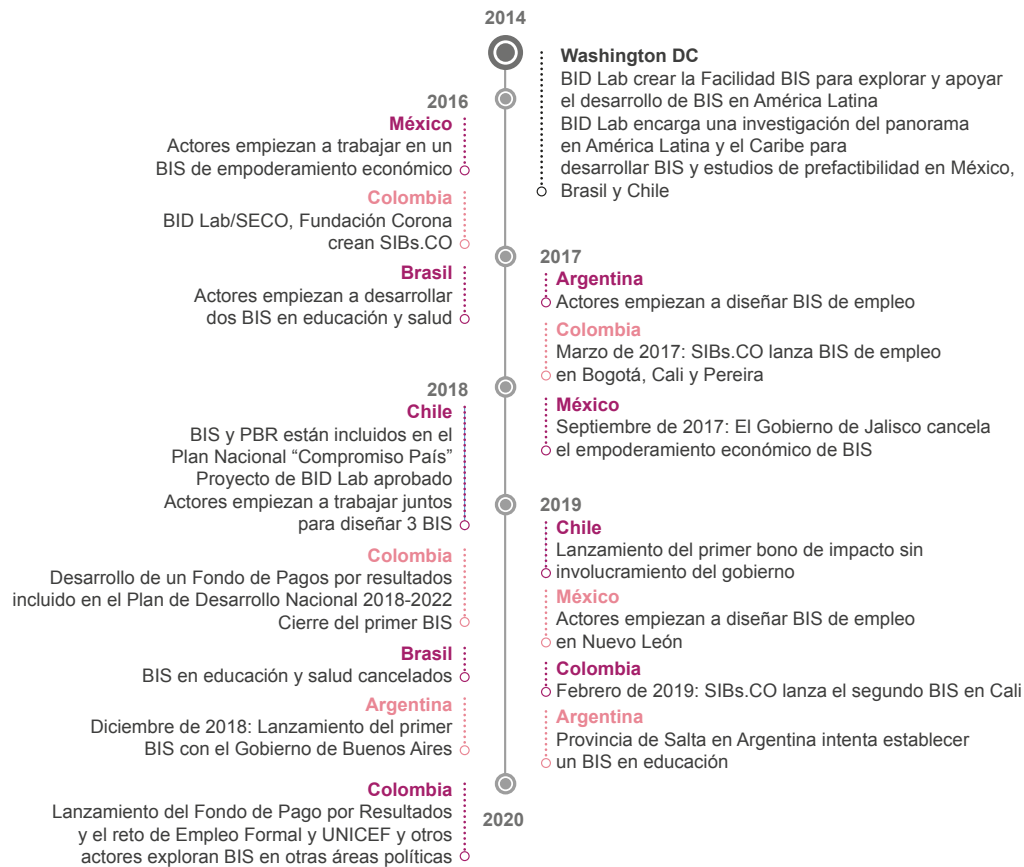 2014
Washington DC
BID Lab crear la Facilidad BIS para explorar y apoyar
el desarrollo de BIS en América Latina
BID Lab encarga una investigación del panorama
en América Latina y el Caribe para
desarrollar BIS y estudios de prefactibilidad en México,
Brasil y Chile
2016
México
Actores empiezan a trabajar en un
BIS de empoderamiento económico
Colombia
BID Lab/SECO, Fundación Corona
crean SIBs.CO
Brasil
Actores empiezan a desarrollar
dos BIS en educación y salud
2017
Argentina
Actores empiezan a diseñar BIS de empleo
Colombia
Marzo de 2017: SIBs.CO lanza BIS de empleo
en Bogotá, Cali y Pereira
México
Septiembre de 2017: El Gobierno de Jalisco cancela
el empoderamiento económico de BIS
2018
Chile
BIS y PBR están incluidos en el
Plan Nacional “Compromiso País”
Proyecto de BID Lab aprobado
Actores empiezan a trabajar juntos
para diseñar 3 BIS
Colombia
Desarrollo de un Fondo de Pagos por resultados
incluido en el Plan de Desarrollo Nacional 2018-2022
Cierre del primer BIS
Brasil
BIS en educación y salud cancelados
Argentina
Diciembre de 2018: Lanzamiento del primer
BIS con el Gobierno de Buenos Aires
2019
Chile
Lanzamiento del primer bono de impacto sin
involucramiento del gobierno
México
Actores empiezan a diseñar BIS de empleo
en Nuevo León
Colombia
Febrero de 2019: SIBs.CO lanza el segundo BIS en Cali
Argentina
Provincia de Salta en Argentina intenta establecer
un BIS en educación
2020
Colombia
Lanzamiento del Fondo de Pago por Resultados
y el reto de Empleo Formal y UNICEF y otros
actores exploran BIS en otras áreas políticas